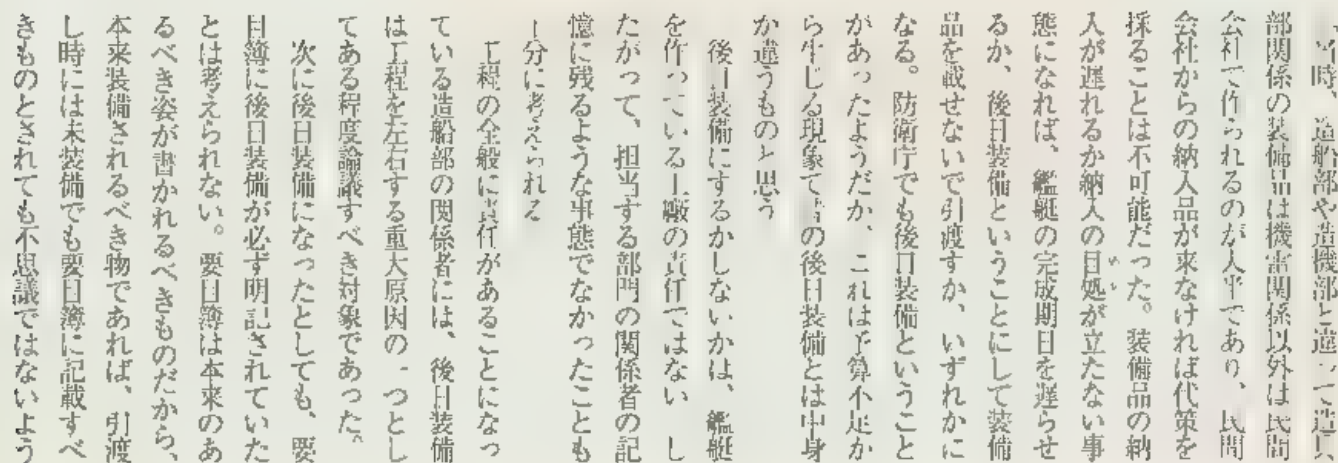 当時、造船部や造機部と違って造兵
部関係の装備品は機雷関係以外は民間
会社で作られるのが大半であり、民間
会社からの納入品が来なければ代策を
採ることは不可能だった。装備品の納
入が遅れるか納入の目処が立たない事
態になれば、艦艇の完成期日を遅らせ
るか、後日装備ということにして装備
品を載せないで引渡すか、いずれかに
なる。防衛庁でも後日装備ということ
があったようだが、これは予算不足か
ら生じる現象で昔の後日装備とは中身
が違うものと思う
後日装備にするかしないかは、艦艇
を作っている工廠の責任ではない し
たがって、担当する部門の関係者の記
憶に残るような事態でなかったことも
十分に考えられる
工程の全般に責任があることになっ
ている造船部の関係者には、後日装備
は工程を左右する重大原因の一つとし
てある程度論議すべき対象であった。
次に後日装備になったとしても、要
目簿に後日装備が必ず明記されていた
とは考えられない。要目簿は本来のあ
るべき姿が書かれるべきものだから、
本来装備されるべき物であれば、引渡
し時には未装備でも要目簿に記載すべ
きものとされても不思議ではないよう